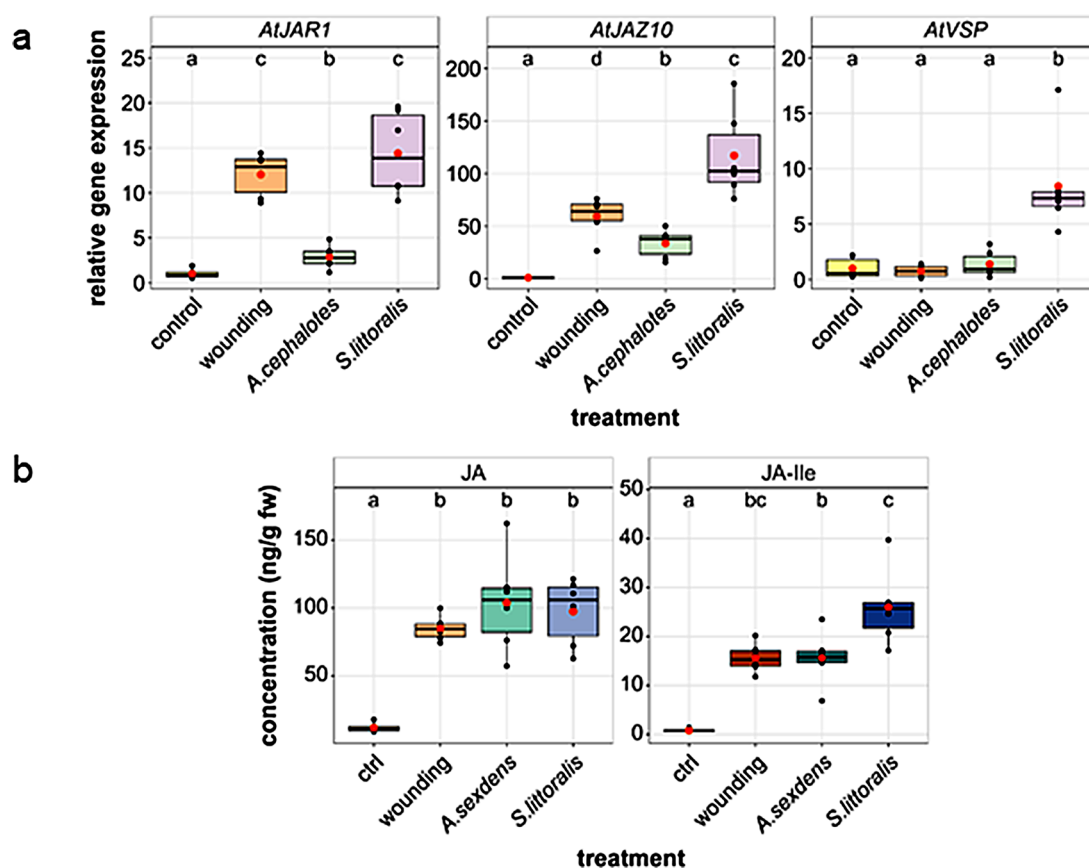 a
AtJAR1 AtJAZ10 AtVSP
relative gene expression
25
20
15
10
5
0
a c b c
200
150
100
50
0
a d b c
20
15
10
5
0
a a a b
control wounding A.cephalotes S.littoralis
control wounding A.cephalotes S.littoralis
control wounding A.cephalotes S.littoralis
treatment
b
JA JA-Ile
concentration (ng/g fw)
150
100
50
a b b b
50
40
30
20
10
0
a bc b c
ctrl wounding A.sexdens S.littoralis
ctrl wounding A.sexdens S.littoralis
treatment